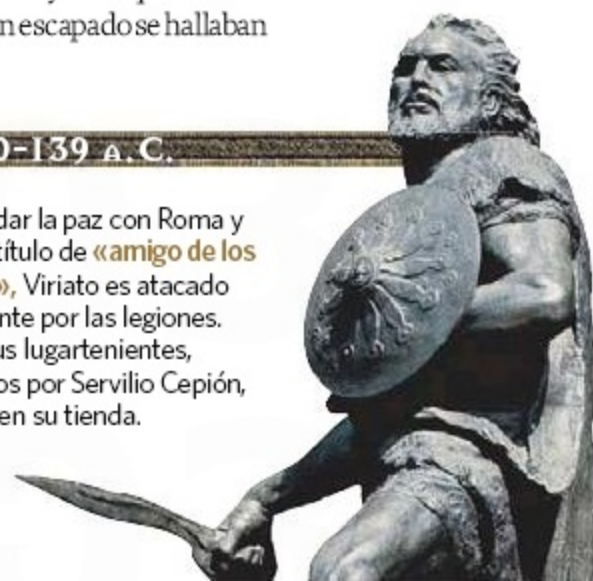 n escapado se hallaban
0-139 A.C.
dar la paz con Roma y
título de «amigo de los
», Viriato es atacado
nte por las legiones.
us lugartenientes,
os por Servilio Cepión,
en su tienda.